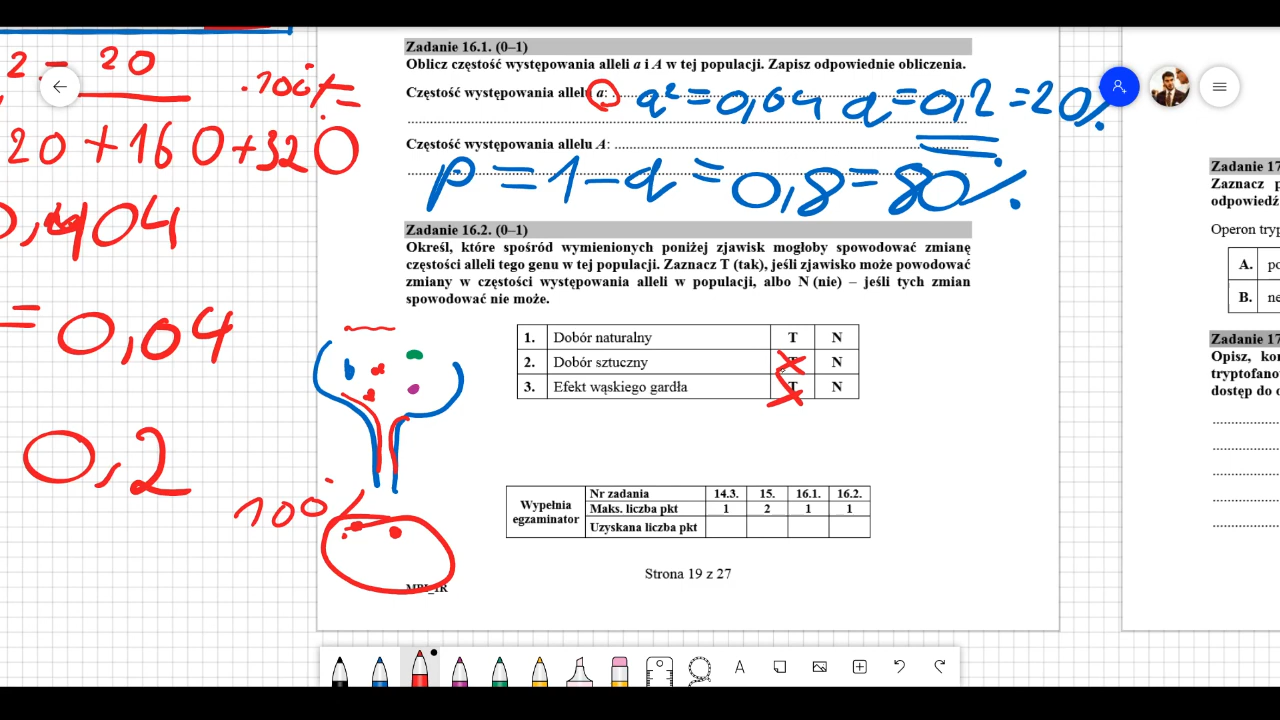 2 = 20
·100%=
20+160+320
0,404
= 0,04
0,2
100%
Zadanie 16.1. (0–1)
Oblicz częstość występowania alleli a i A w tej populacji. Zapisz odpowiednie obliczenia.
Częstość występowania allelu a: q²=0,04 q=0,2=20%
Częstość występowania allelu A:
p=1-q=0,8=80%
Zadanie 16.2. (0–1)
Określ, które spośród wymienionych poniżej zjawisk mogłoby spowodować zmianę
częstości alleli tego genu w tej populacji. Zaznacz T (tak), jeśli zjawisko może powodować
zmiany w częstości występowania alleli w populacji, albo N (nie) – jeśli tych zmian
spowodować nie może.
1. Dobór naturalny T N
2. Dobór sztuczny T N
3. Efekt wąskiego gardła T N
Wypełnia egzaminator
Nr zadania 14.3. 15. 16.1. 16.2.
Maks. liczba pkt 1 2 1 1
Uzyskana liczba pkt
Strona 19 z 27
Zadanie 17
Zaznacz p
odpowiedź
Operon tryp
A. po
B. ne
Zadanie 17
Opisz, kor
tryptofano
dostęp do c
A